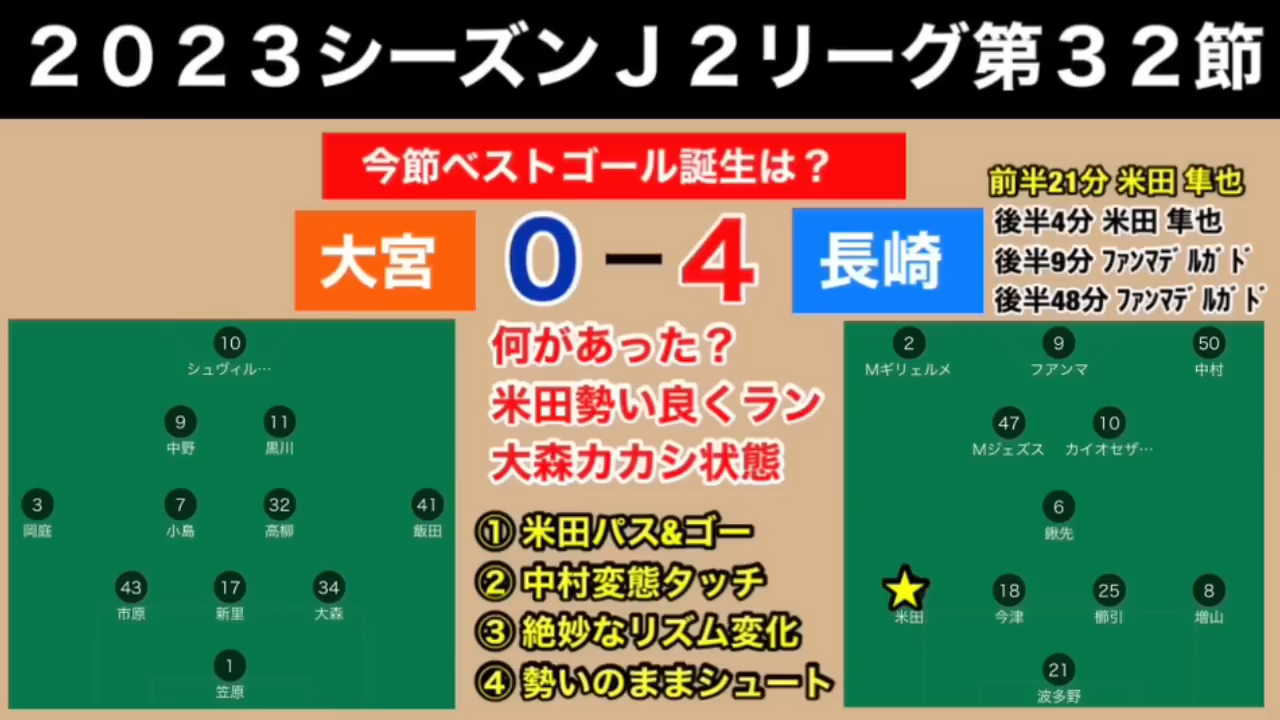 ２０２３シーズンＪ２リーグ第３２節
今節ベストゴール誕生は？
大宮
0－4
長崎
前半21分 米田 隼也
後半4分 米田 隼也
後半9分 ﾌｧﾝﾏﾃﾞﾙｶﾞﾄﾞ
後半48分 ﾌｧﾝﾏﾃﾞﾙｶﾞﾄﾞ
何があった？
米田勢い良くラン
大森カカシ状態
① 米田パス&ゴー
② 中村変態タッチ
③ 絶妙なリズム変化
④ 勢いのままシュート
10
シュヴィル…
9 11
中野 黒川
3 7 32 41
岡庭 小島 高柳 飯田
43 17 34
市原 新里 大森
1
笠原
2 9 50
Mギリェルメ フアンマ 中村
47 10
Mジェズス カイオセザ…
6
鍬先
18 25 8
米田 今津 櫛引 増山
21
波多野